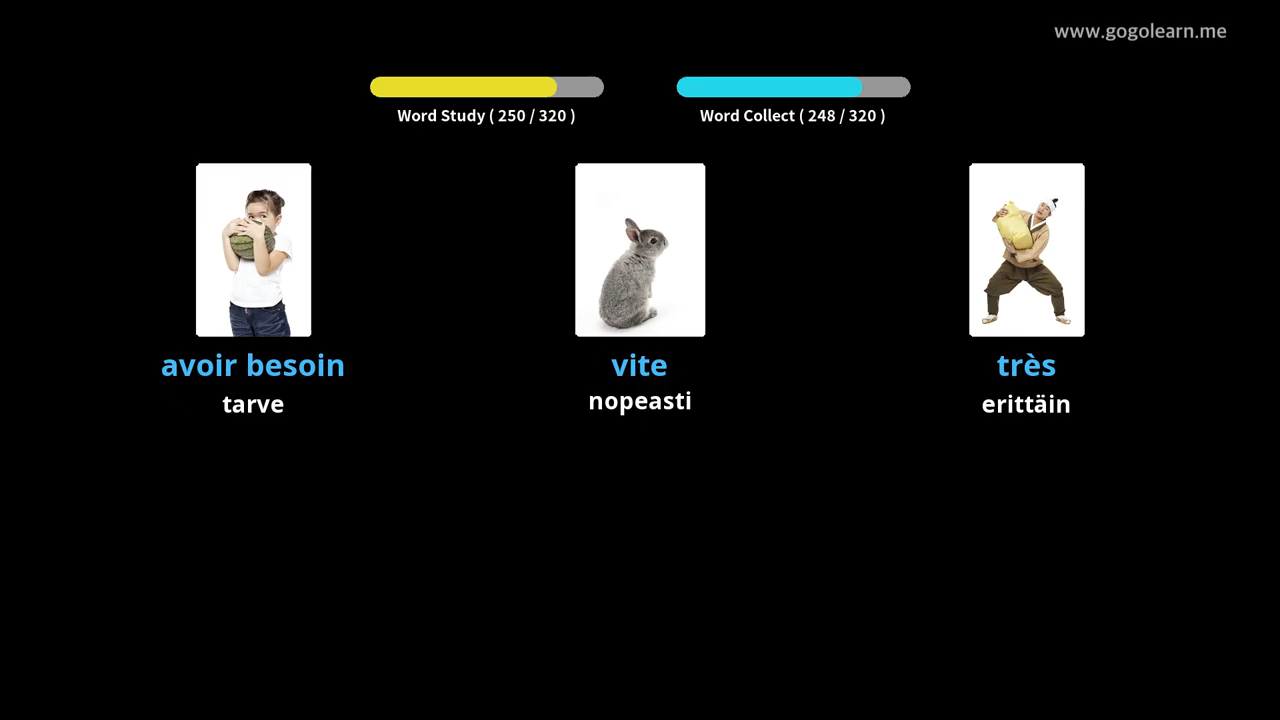 www.gogolearn.me
Word Study ( 250 / 320 )
Word Collect ( 248 / 320 )
avoir besoin
tarve
vite
nopeasti
très
erittäin